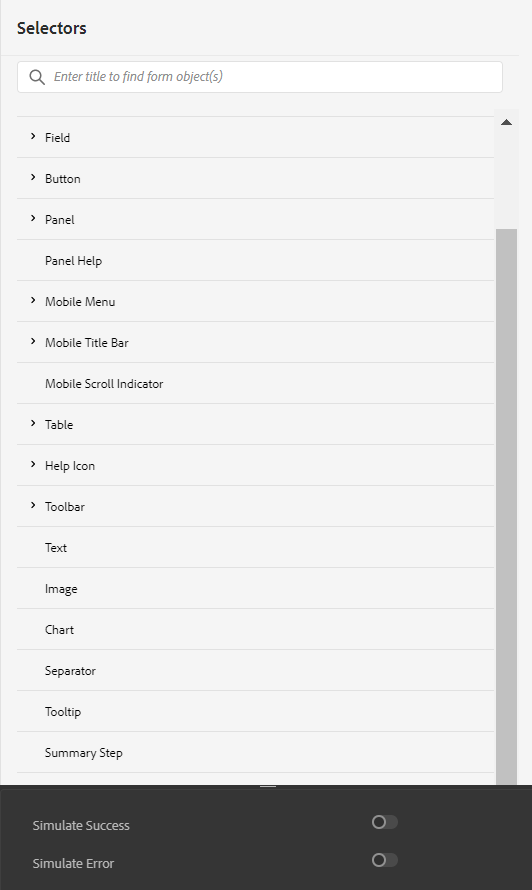 Selectors
Enter title to find form object(s)
Field
Button
Panel
Panel Help
Mobile Menu
Mobile Title Bar
Mobile Scroll Indicator
Table
Help Icon
Toolbar
Text
Image
Chart
Separator
Tooltip
Summary Step
Simulate Success
Simulate Error